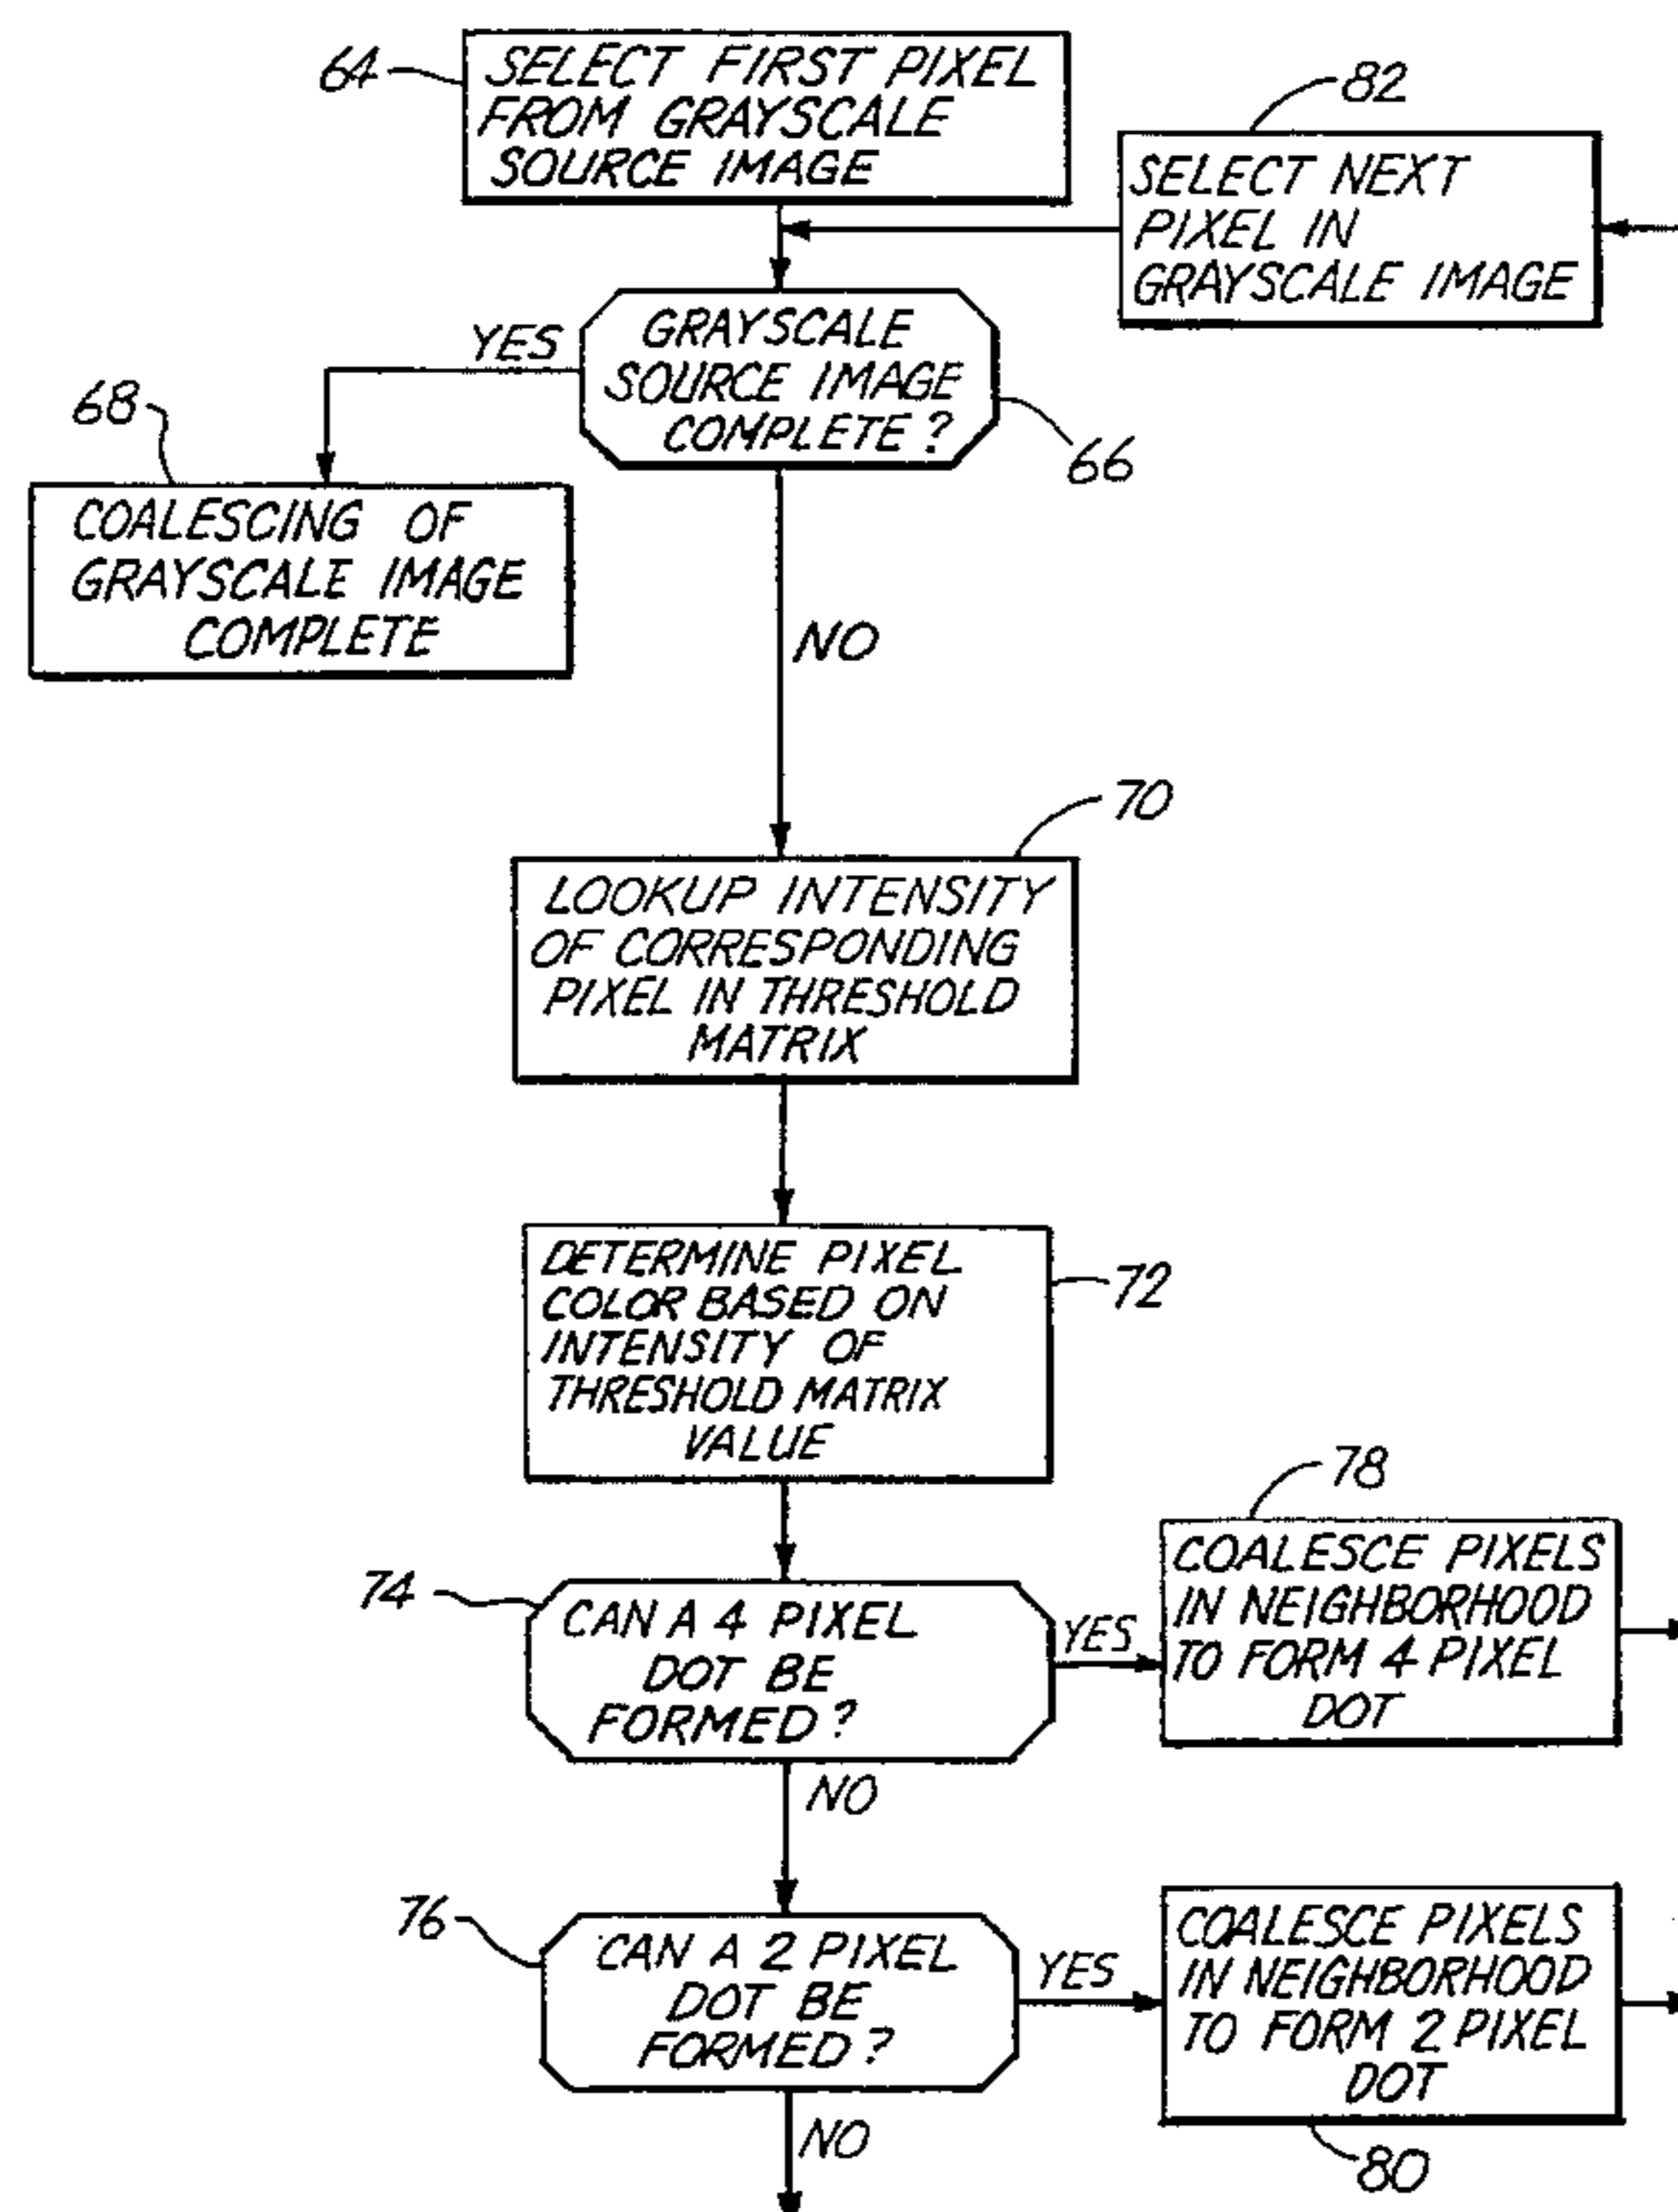 64
SELECT FIRST PIXEL
FROM GRAYSCALE
SOURCE IMAGE
82
SELECT NEXT
PIXEL IN
GRAYSCALE IMAGE
GRAYSCALE
SOURCE IMAGE
COMPLETE?
66
YES
68
COALESCING OF
GRAYSCALE IMAGE
COMPLETE
NO
70
LOOKUP INTENSITY
OF CORRESPONDING
PIXEL IN THRESHOLD
MATRIX
DETERMINE PIXEL
COLOR BASED ON
INTENSITY OF
THRESHOLD MATRIX
VALUE
72
74
CAN A 4 PIXEL
DOT BE
FORMED?
YES
78
COALESCE PIXELS
IN NEIGHBORHOOD
TO FORM 4 PIXEL
DOT
NO
76
CAN A 2 PIXEL
DOT BE
FORMED?
YES
COALESCE PIXELS
IN NEIGHBORHOOD
TO FORM 2 PIXEL
DOT
80
NO